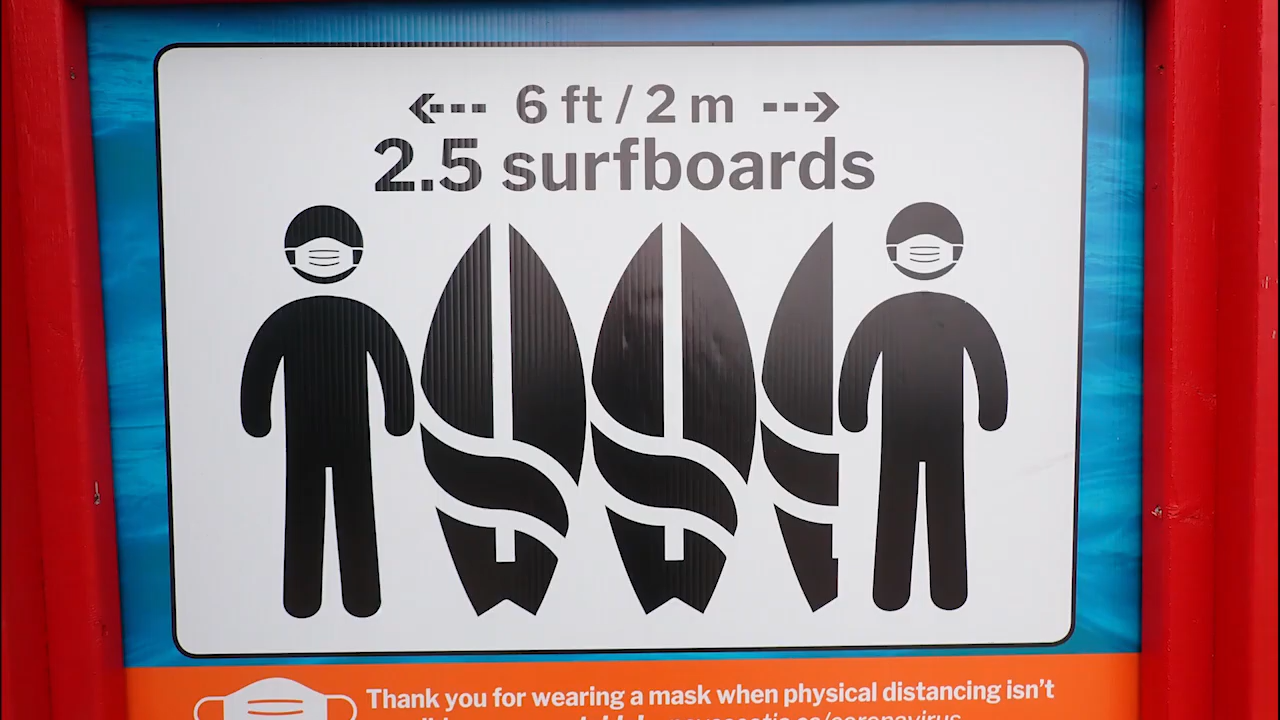 6 ft / 2 m
2.5 surfboards
Thank you for wearing a mask when physical distancing isn't